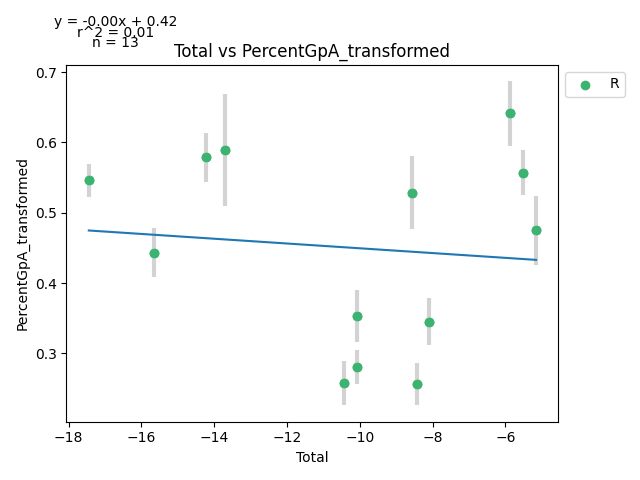 y = -0.00x + 0.42
r^2 = 0.01
n = 13
Total vs PercentGpA_transformed
R
0.7
0.6
0.5
0.4
0.3
PercentGpA_transformed
−18 −16 −14 −12 −10 −8 −6
Total